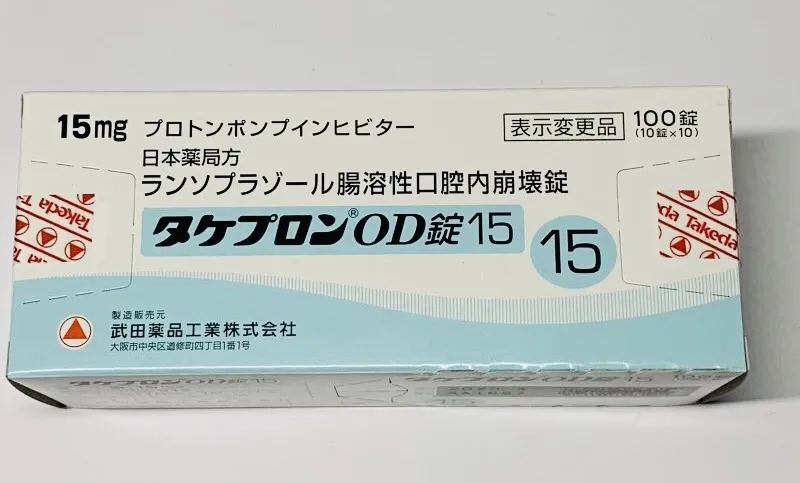 15mg プロトンポンプインヒビター
表示変更品
100錠
(10錠×10)
日本薬局方
ランソプラゾール腸溶性口腔内崩壊錠
タケプロン®OD錠15
15
Takeda
Takeda
製造販売元
武田薬品工業株式会社
大阪市中央区道修町四丁目1番1号
タケプロンOD錠15
15